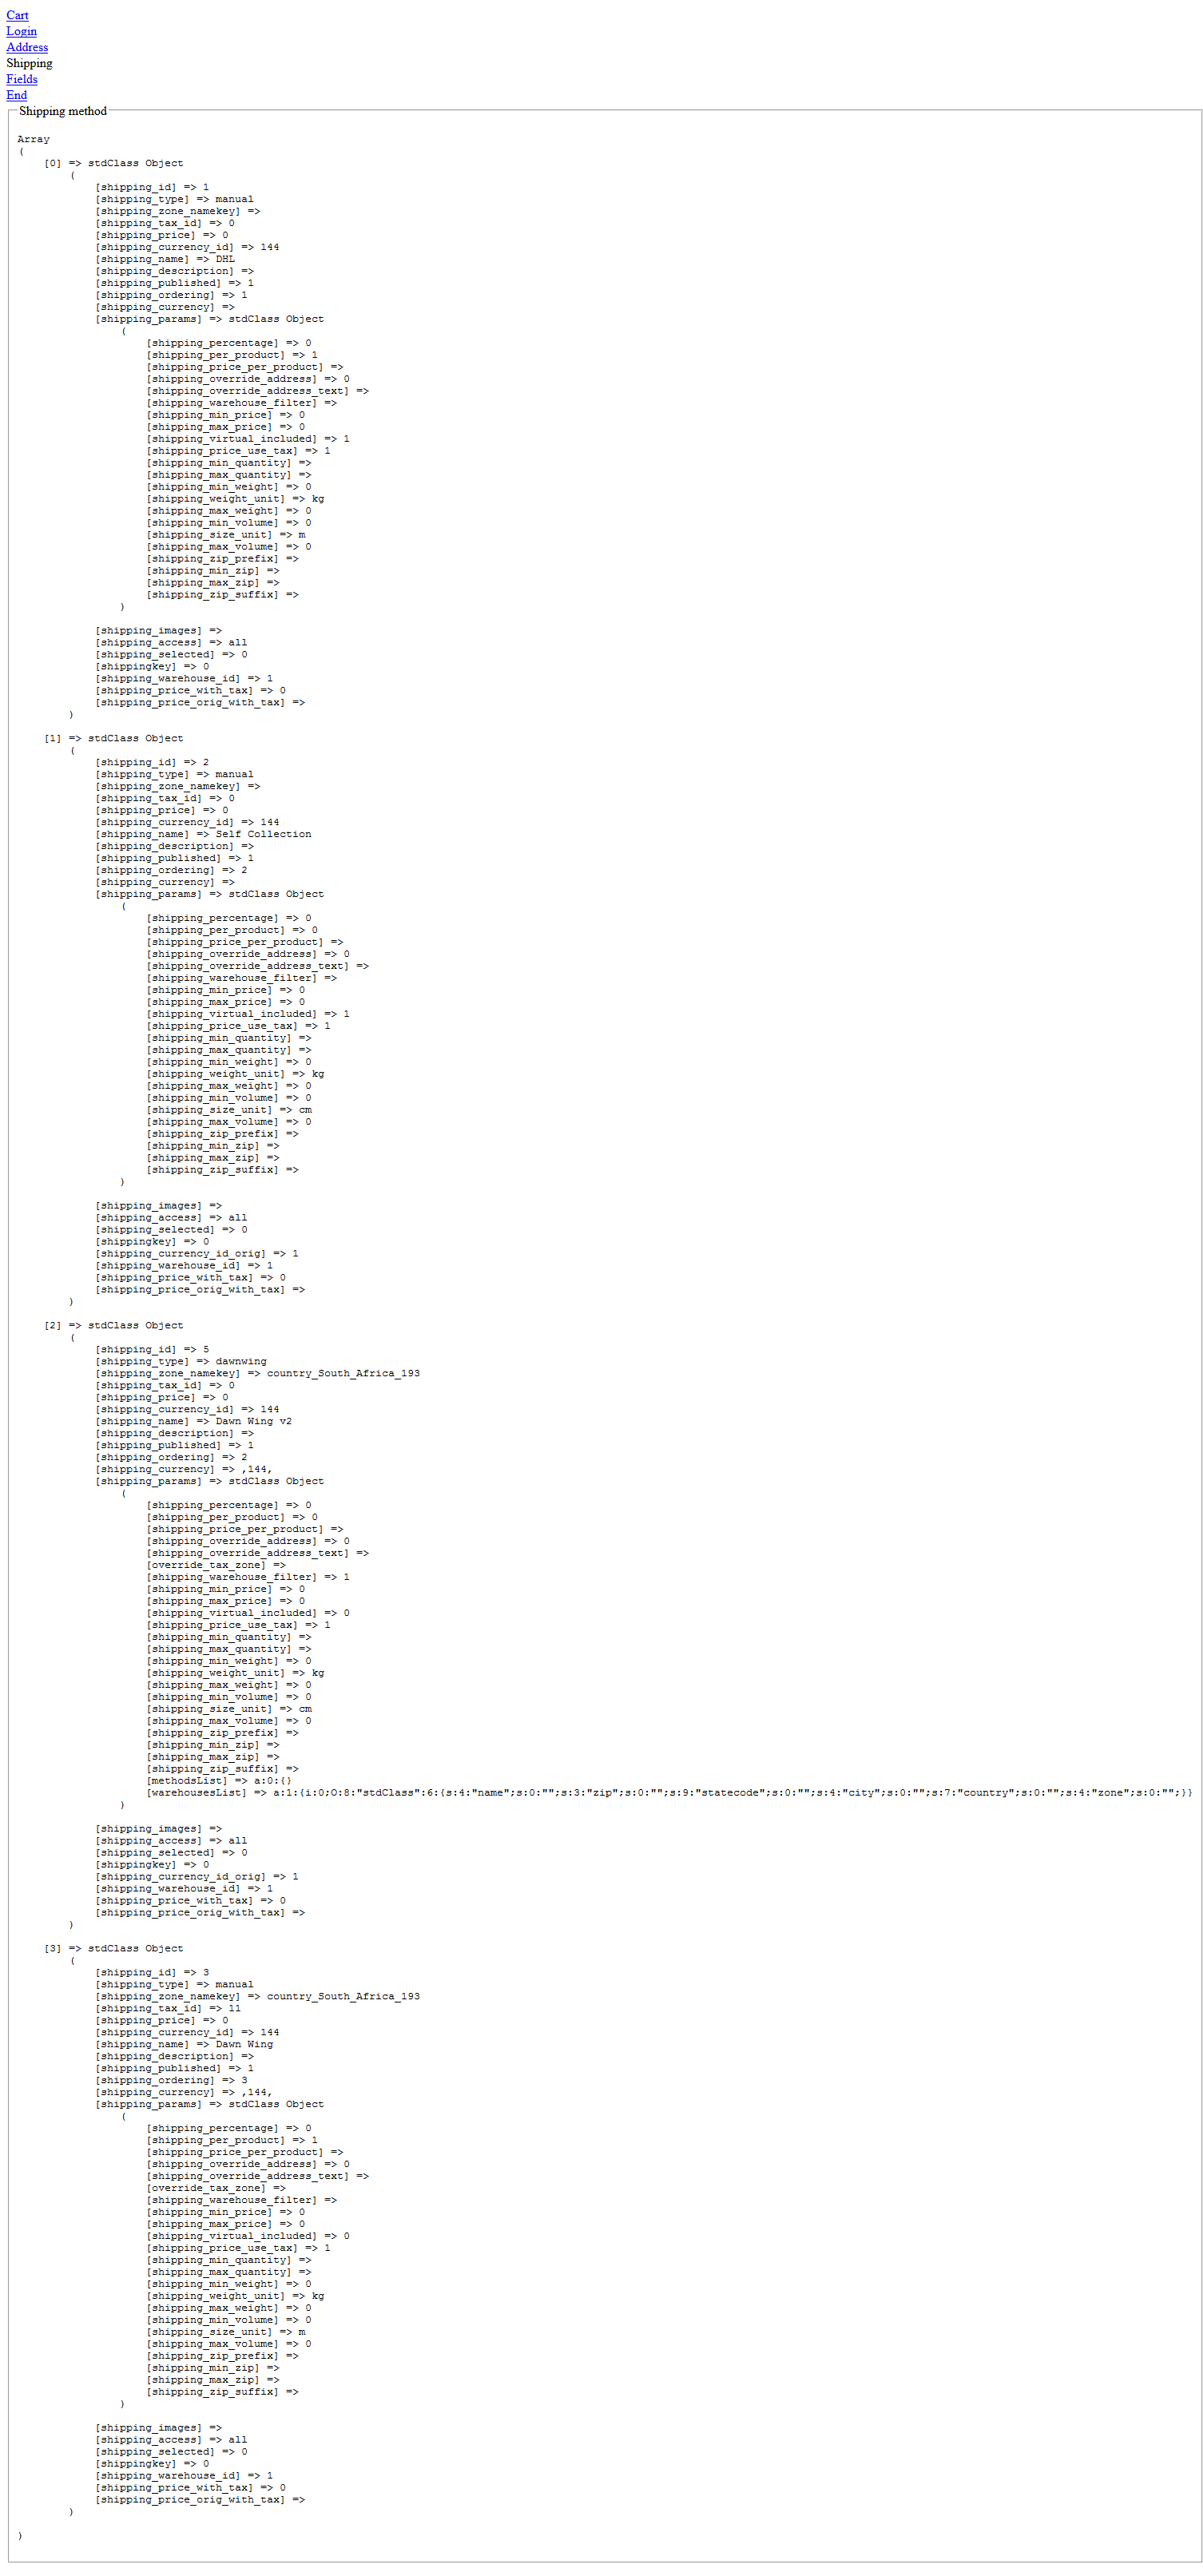 Cart
Login
Address
Shipping
Fields
End
Shipping method
Array
(
[0] => stdClass Object
(
[shipping_id] => 1
[shipping_type] => manual
[shipping_zone_namekey] =>
[shipping_tax_id] => 0
[shipping_price] => 0
[shipping_currency_id] => 144
[shipping_name] => DHL
[shipping_description] =>
[shipping_published] => 1
[shipping_ordering] => 1
[shipping_currency] =>
[shipping_params] => stdClass Object
(
[shipping_percentage] => 0
[shipping_per_product] => 1
[shipping_price_per_product] =>
[shipping_override_address] => 0
[shipping_override_address_text] =>
[shipping_warehouse_filter] =>
[shipping_min_price] => 0
[shipping_max_price] => 0
[shipping_virtual_included] => 1
[shipping_price_use_tax] => 1
[shipping_min_quantity] =>
[shipping_max_quantity] =>
[shipping_min_weight] => 0
[shipping_weight_unit] => kg
[shipping_max_weight] => 0
[shipping_min_volume] => 0
[shipping_size_unit] => m
[shipping_max_volume] => 0
[shipping_zip_prefix] =>
[shipping_min_zip] =>
[shipping_max_zip] =>
[shipping_zip_suffix] =>
)
[shipping_images] =>
[shipping_access] => all
[shipping_selected] => 0
[shippingkey] => 0
[shipping_warehouse_id] => 1
[shipping_price_with_tax] => 0
[shipping_price_orig_with_tax] =>
)
[1] => stdClass Object
(
[shipping_id] => 2
[shipping_type] => manual
[shipping_zone_namekey] =>
[shipping_tax_id] => 0
[shipping_price] => 0
[shipping_currency_id] => 144
[shipping_name] => Self Collection
[shipping_description] =>
[shipping_published] => 1
[shipping_ordering] => 2
[shipping_currency] =>
[shipping_params] => stdClass Object
(
[shipping_percentage] => 0
[shipping_per_product] => 0
[shipping_price_per_product] =>
[shipping_override_address] => 0
[shipping_override_address_text] =>
[shipping_warehouse_filter] =>
[shipping_min_price] => 0
[shipping_max_price] => 0
[shipping_virtual_included] => 1
[shipping_price_use_tax] => 1
[shipping_min_quantity] =>
[shipping_max_quantity] =>
[shipping_min_weight] => 0
[shipping_weight_unit] => kg
[shipping_max_weight] => 0
[shipping_min_volume] => 0
[shipping_size_unit] => cm
[shipping_max_volume] => 0
[shipping_zip_prefix] =>
[shipping_min_zip] =>
[shipping_max_zip] =>
[shipping_zip_suffix] =>
)
[shipping_images] =>
[shipping_access] => all
[shipping_selected] => 0
[shippingkey] => 0
[shipping_currency_id_orig] => 1
[shipping_warehouse_id] => 1
[shipping_price_with_tax] => 0
[shipping_price_orig_with_tax] =>
)
[2] => stdClass Object
(
[shipping_id] => 5
[shipping_type] => dawnwing
[shipping_zone_namekey] => country_South_Africa_193
[shipping_tax_id] => 0
[shipping_price] => 0
[shipping_currency_id] => 144
[shipping_name] => Dawn Wing v2
[shipping_description] =>
[shipping_published] => 1
[shipping_ordering] => 2
[shipping_currency] => ,144,
[shipping_params] => stdClass Object
(
[shipping_percentage] => 0
[shipping_per_product] => 0
[shipping_price_per_product] =>
[shipping_override_address] => 0
[shipping_override_address_text] =>
[override_tax_zone] =>
[shipping_warehouse_filter] => 1
[shipping_min_price] => 0
[shipping_max_price] => 0
[shipping_virtual_included] => 0
[shipping_price_use_tax] => 1
[shipping_min_quantity] =>
[shipping_max_quantity] =>
[shipping_min_weight] => 0
[shipping_weight_unit] => kg
[shipping_max_weight] => 0
[shipping_min_volume] => 0
[shipping_size_unit] => cm
[shipping_max_volume] => 0
[shipping_zip_prefix] =>
[shipping_min_zip] =>
[shipping_max_zip] =>
[shipping_zip_suffix] =>
[methodsList] => a:0:{}
[warehousesList] => a:1:{i:0;O:8:"stdClass":6:{s:4:"name";s:0:"";s:3:"zip";s:0:"";s:9:"statecode";s:0:"";s:4:"city";s:0:"";s:7:"country";s:0:"";s:4:"zone";s:0:"";}}
)
[shipping_images] =>
[shipping_access] => all
[shipping_selected] => 0
[shippingkey] => 0
[shipping_currency_id_orig] => 1
[shipping_warehouse_id] => 1
[shipping_price_with_tax] => 0
[shipping_price_orig_with_tax] =>
)
[3] => stdClass Object
(
[shipping_id] => 3
[shipping_type] => manual
[shipping_zone_namekey] => country_South_Africa_193
[shipping_tax_id] => 11
[shipping_price] => 0
[shipping_currency_id] => 144
[shipping_name] => Dawn Wing
[shipping_description] =>
[shipping_published] => 1
[shipping_ordering] => 3
[shipping_currency] => ,144,
[shipping_params] => stdClass Object
(
[shipping_percentage] => 0
[shipping_per_product] => 1
[shipping_price_per_product] =>
[shipping_override_address] => 0
[shipping_override_address_text] =>
[override_tax_zone] =>
[shipping_warehouse_filter] =>
[shipping_min_price] => 0
[shipping_max_price] => 0
[shipping_virtual_included] => 0
[shipping_price_use_tax] => 1
[shipping_min_quantity] =>
[shipping_max_quantity] =>
[shipping_min_weight] => 0
[shipping_weight_unit] => kg
[shipping_max_weight] => 0
[shipping_min_volume] => 0
[shipping_size_unit] => m
[shipping_max_volume] => 0
[shipping_zip_prefix] =>
[shipping_min_zip] =>
[shipping_max_zip] =>
[shipping_zip_suffix] =>
)
[shipping_images] =>
[shipping_access] => all
[shipping_selected] => 0
[shippingkey] => 0
[shipping_warehouse_id] => 1
[shipping_price_with_tax] => 0
[shipping_price_orig_with_tax] =>
)
)